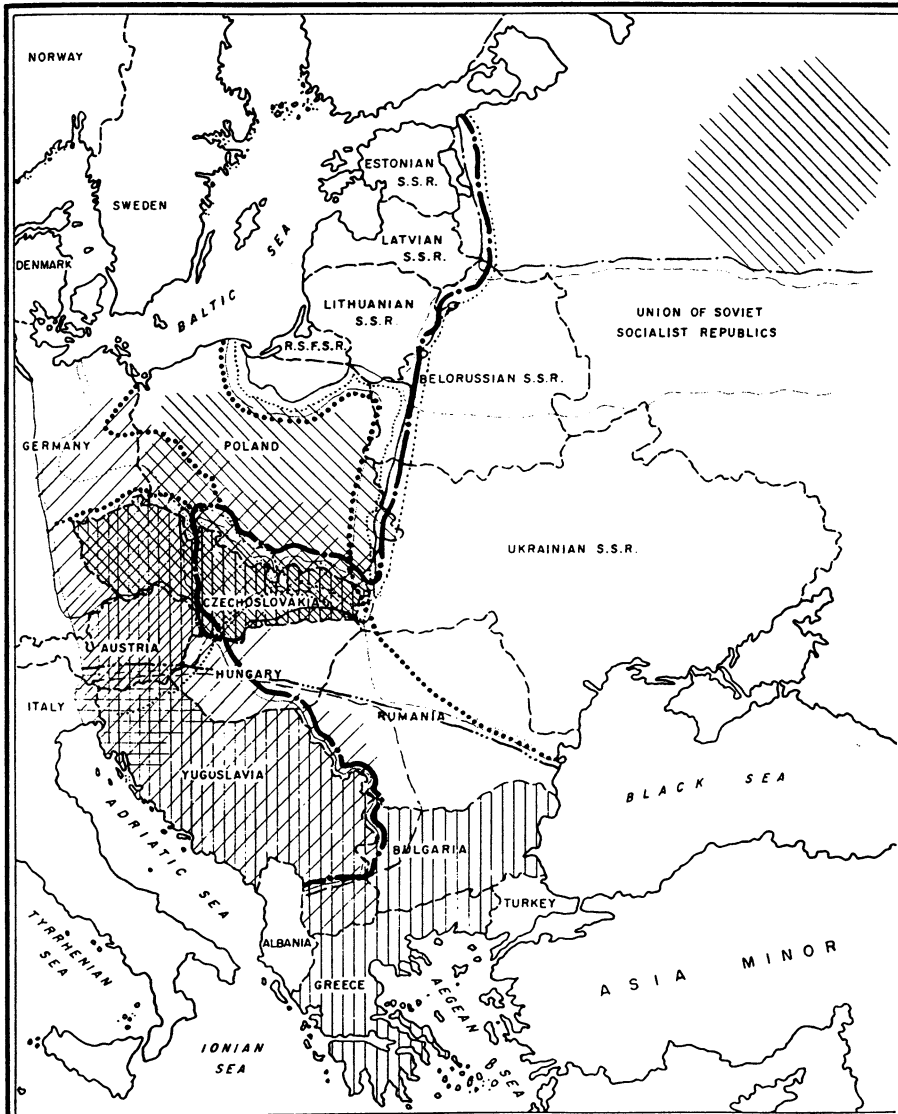 NORWAY
ESTONIAN
S.S.R.
SWEDEN
LATVIAN
S.S.R.
DENMARK
BALTIC SEA
LITHUANIAN
S.S.R.
UNION OF SOVIET
SOCIALIST REPUBLICS
R.S.F.S.R.
BELORUSSIAN S.S.R.
GERMANY
POLAND
UKRAINIAN S.S.R.
CZECHOSLOVAKIA
AUSTRIA
HUNGARY
ITALY
RUMANIA
YUGOSLAVIA
BLACK SEA
ADRIATIC SEA
BULGARIA
TURKEY
TYRRHENIAN
SEA
ALBANIA
ASIA MINOR
GREECE
AEGEAN SEA
IONIAN
SEA